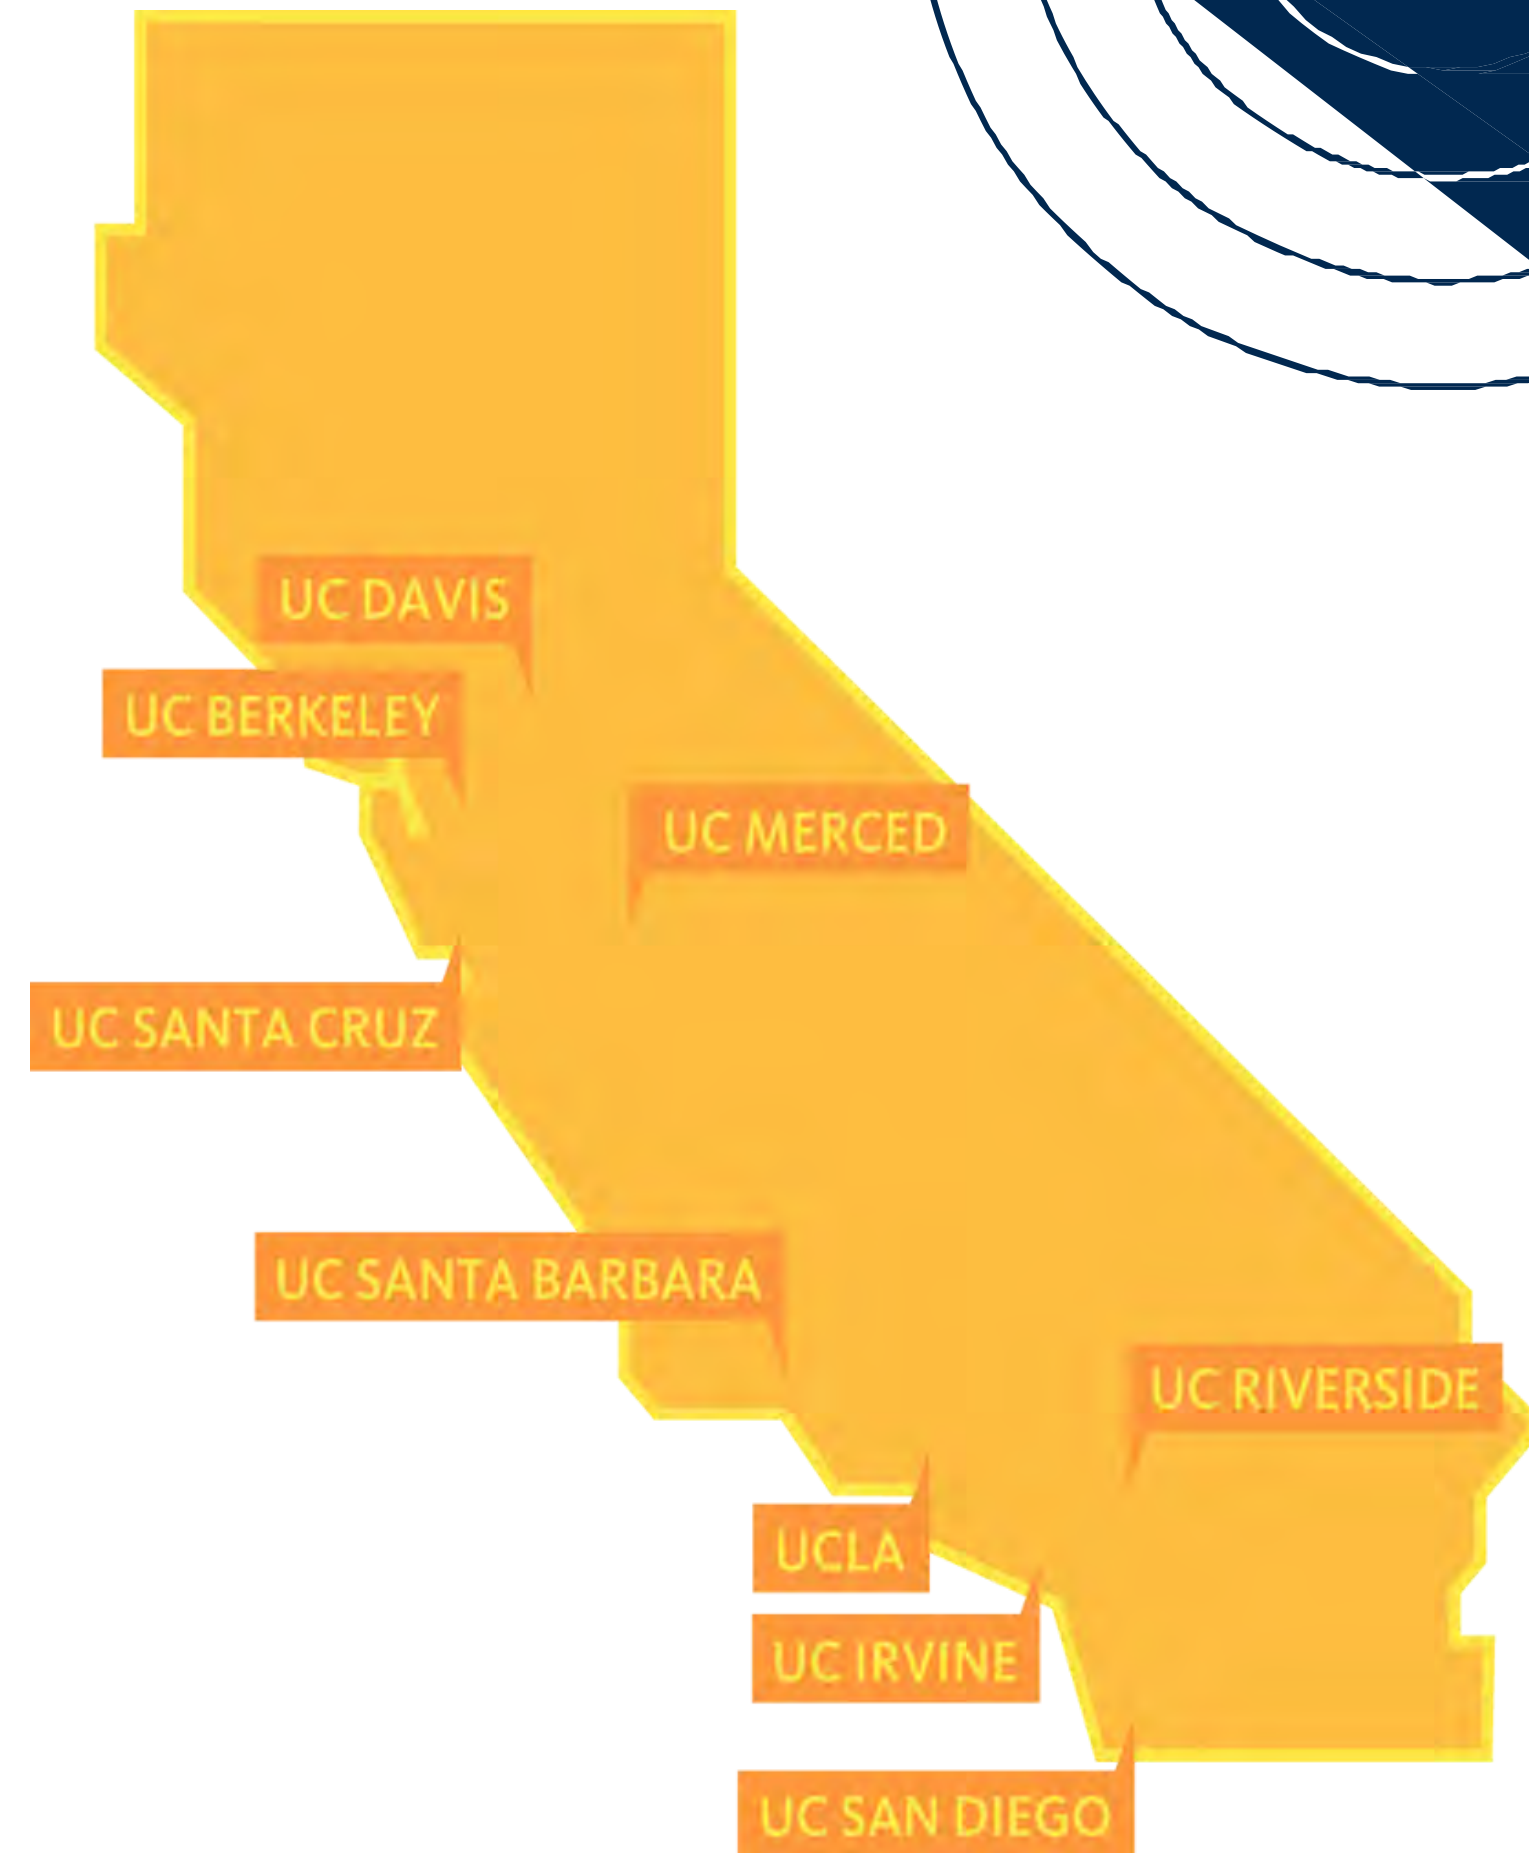 UC DAVIS
UC BERKELEY
UC MERCED
UC SANTA CRUZ
UC SANTA BARBARA
UC RIVERSIDE
UCLA
UC IRVINE
UC SAN DIEGO